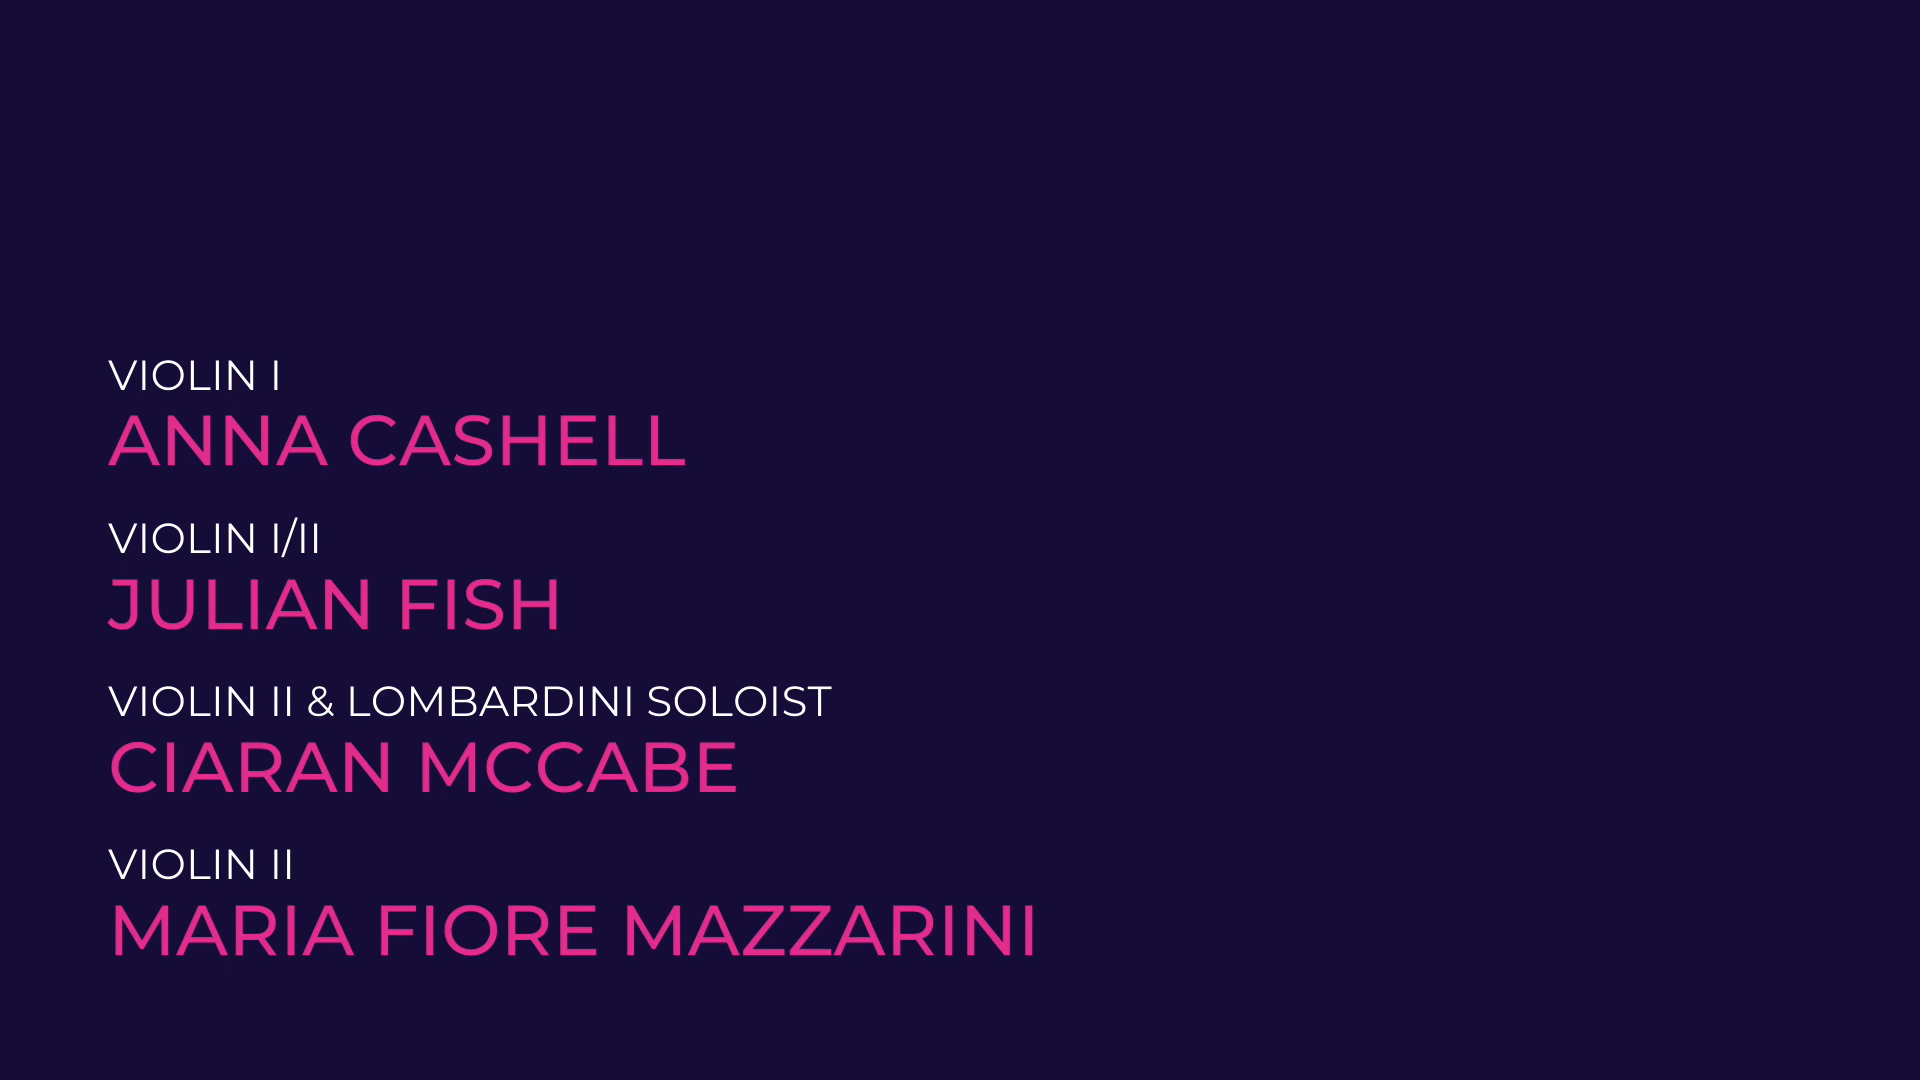 VIOLIN I
ANNA CASHELL
VIOLIN I/II
JULIAN FISH
VIOLIN II & LOMBARDINI SOLOIST
CIARAN MCCABE
VIOLIN II
MARIA FIORE MAZZARINI